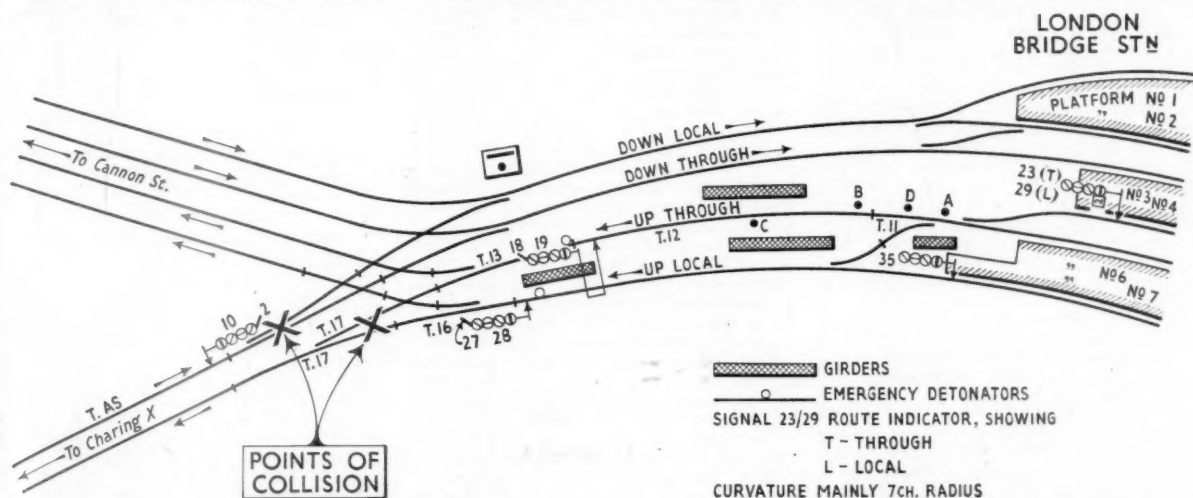 LONDON
BRIDGE STN
PLATFORM No 1
" No 2
DOWN LOCAL
DOWN THROUGH
To Cannon St.
23 (T)
29 (L)
No 3
No 4
B
D
A
UP THROUGH
C
T.11
T.12
18
19
T.13
UP LOCAL
35
" No 6
" No 7
10
2
T.17
T.16
27
28
T.17
T.AS
To Charing X
POINTS OF
COLLISION
GIRDERS
EMERGENCY DETONATORS
SIGNAL 23/29 ROUTE INDICATOR, SHOWING
T - THROUGH
L - LOCAL
CURVATURE MAINLY 7CH. RADIUS